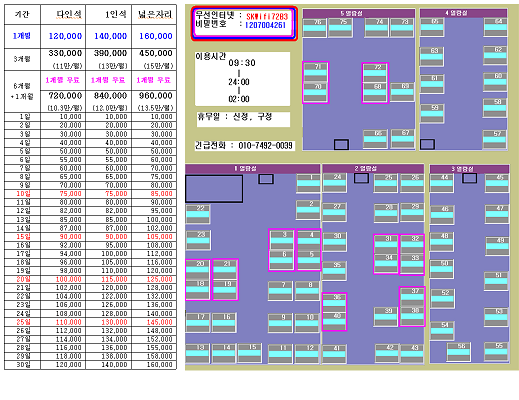 기간 다인석 1인석 넓은자리
1개월 120,000 140,000 160,000
3개월 330,000 390,000 450,000
(11만/월) (13만/월) (15만/월)
6개월 1개월 무료 1개월 무료 1개월 무료
+1개월 720,000 840,000 960,000
(10.3만/월) (12.0만/월) (13.5만/월)
1일 10,000 10,000 10,000
2일 20,000 20,000 20,000
3일 30,000 30,000 30,000
4일 40,000 40,000 40,000
5일 50,000 50,000 50,000
6일 55,000 55,000 60,000
7일 60,000 60,000 70,000
8일 65,000 65,000 75,000
9일 70,000 70,000 80,000
10일 75,000 75,000 85,000
11일 80,000 80,000 90,000
12일 82,000 82,000 95,000
13일 85,000 85,000 100,000
14일 87,000 87,000 102,000
15일 90,000 90,000 105,000
16일 92,000 95,000 108,000
17일 94,000 100,000 112,000
18일 96,000 105,000 116,000
19일 98,000 110,000 120,000
20일 100,000 115,000 125,000
21일 102,000 120,000 128,000
22일 104,000 122,000 132,000
23일 106,000 126,000 136,000
24일 108,000 128,000 140,000
25일 110,000 130,000 145,000
26일 112,000 132,000 148,000
27일 114,000 134,000 152,000
28일 116,000 136,000 155,000
29일 118,000 138,000 158,000
30일 120,000 140,000 160,000
무선인터넷 : SKWifi72B3
비밀번호 : 1207004261
이용시간
09:30
|
24:00
|
02:00
휴무일 : 신정, 구정
긴급전화 : 010-7492-0039
5 열람실
76 75 74 73
71 72
70 68 69
66 67
4 열람실
64
63 62
61 60
59 58
57
1 열람실
1
22 2
23 3 4
6 5
20 21
18 19 7 8
17 16 9 10
13 14 15 11 12
2 열람실
24 25 26
27 28 29
30 31 32
34 33
35
36 37
40 39 38
41 42 43
3 열람실
44 45
46 47
48 49
50 51
52 53
54
56 55